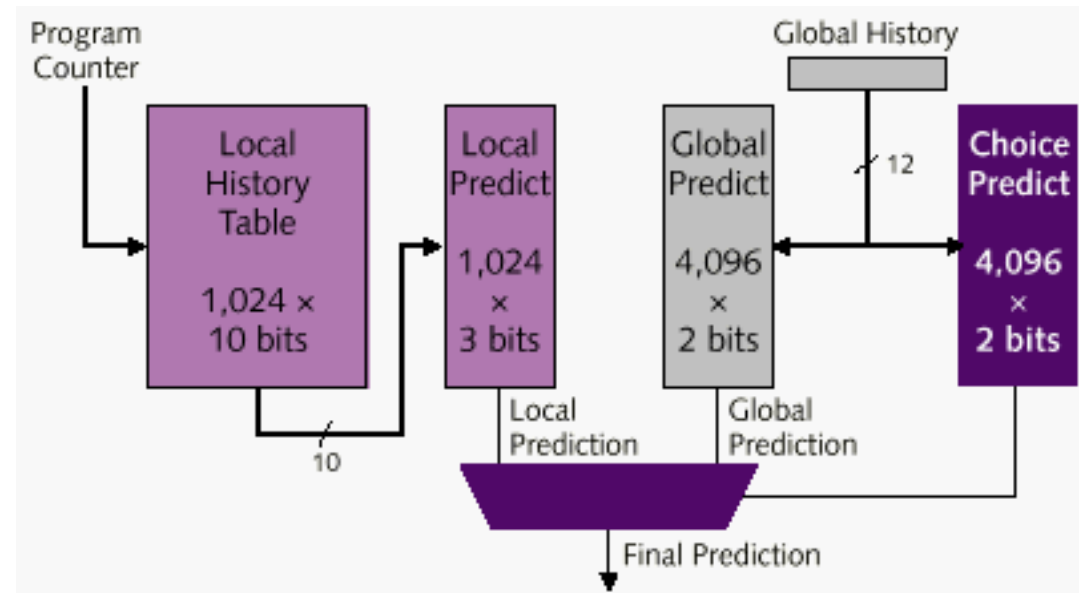 Program
Counter
Local
History
Table
1,024 ×
10 bits
10
Local
Predict
1,024
×
3 bits
Local
Prediction
Global
Predict
4,096
×
2 bits
Global
Prediction
Global History
12
Choice
Predict
4,096
×
2 bits
Final Prediction